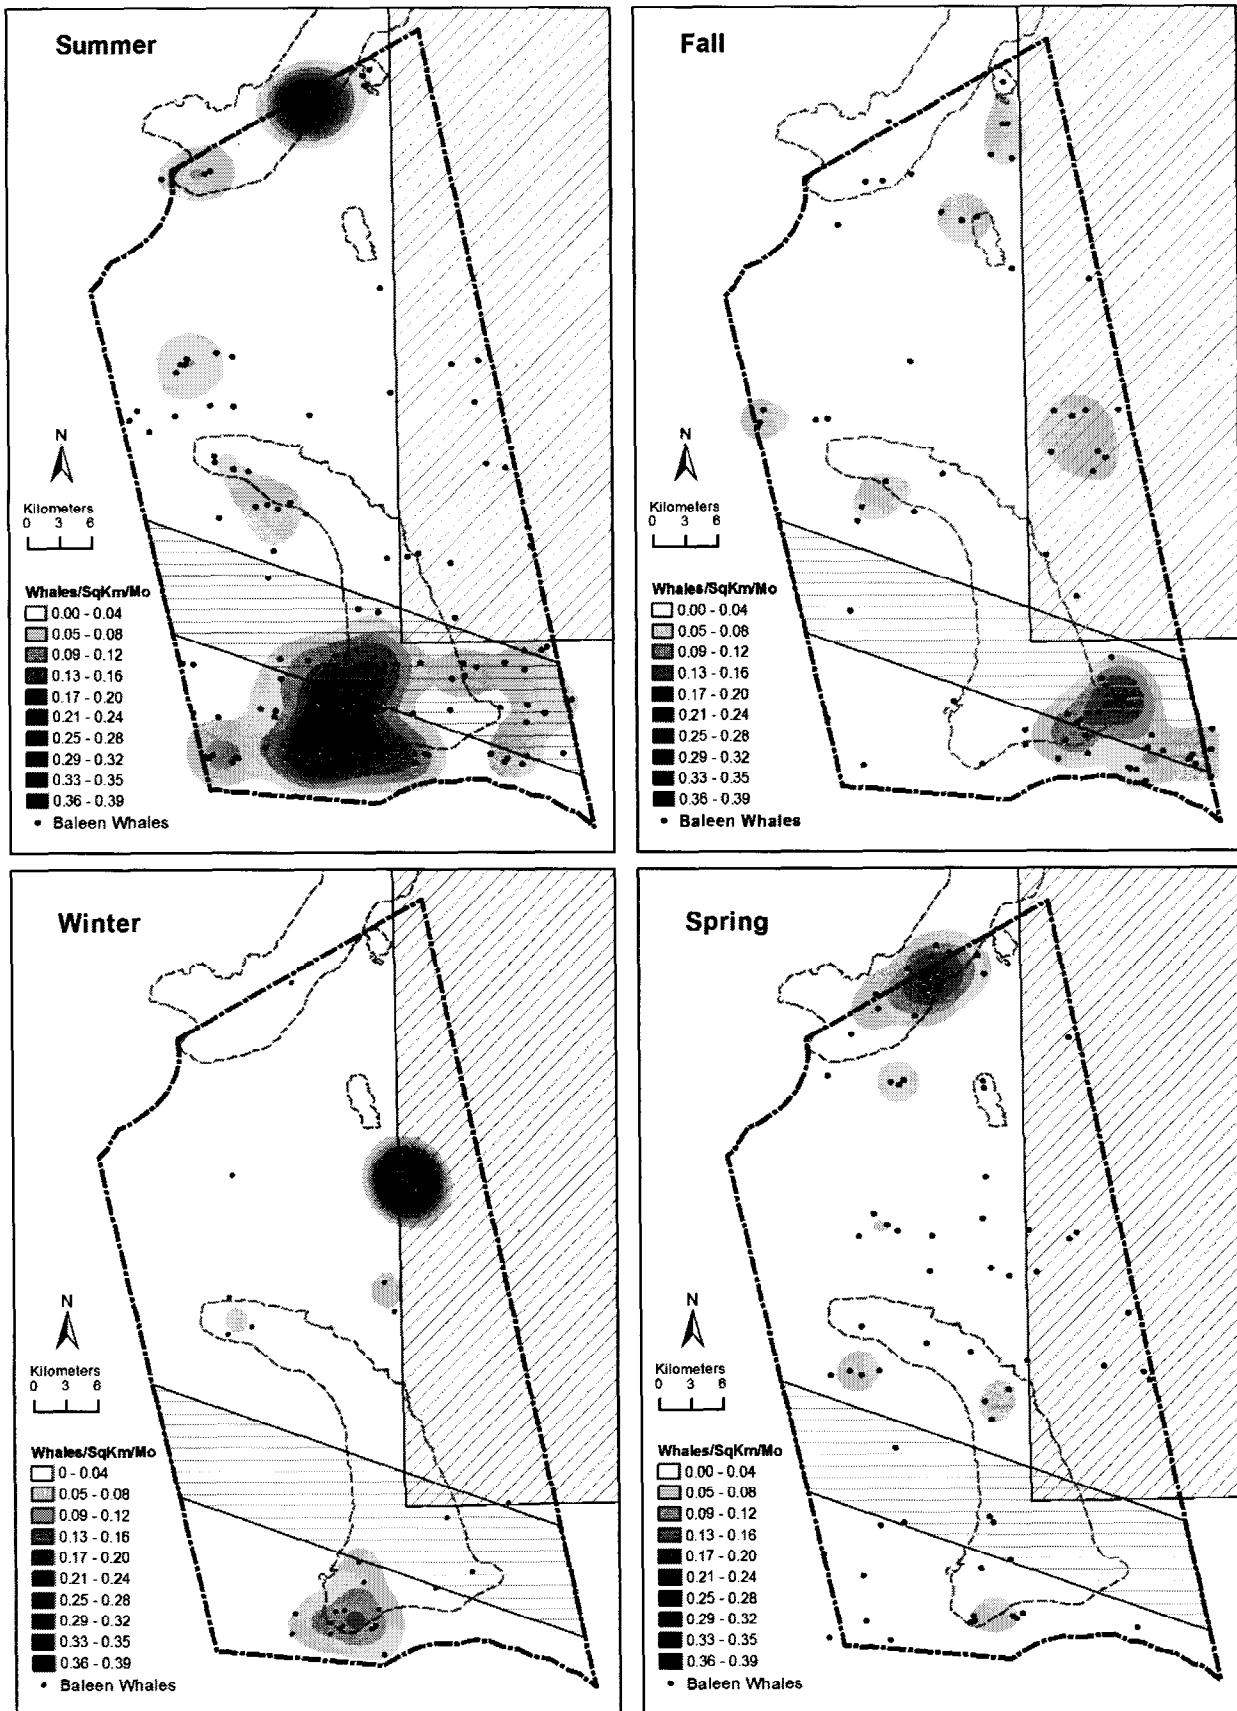 Summer
N
Kilometers
0 3 6
Whales/SqKm/Mo
0.00 - 0.04
0.05 - 0.08
0.09 - 0.12
0.13 - 0.16
0.17 - 0.20
0.21 - 0.24
0.25 - 0.28
0.29 - 0.32
0.33 - 0.35
0.36 - 0.39
Baleen Whales
Fall
N
Kilometers
0 3 6
Whales/SqKm/Mo
0.00 - 0.04
0.05 - 0.08
0.09 - 0.12
0.13 - 0.16
0.17 - 0.20
0.21 - 0.24
0.25 - 0.28
0.29 - 0.32
0.33 - 0.35
0.36 - 0.39
Baleen Whales
Winter
N
Kilometers
0 3 6
Whales/SqKm/Mo
0 - 0.04
0.05 - 0.08
0.09 - 0.12
0.13 - 0.16
0.17 - 0.20
0.21 - 0.24
0.25 - 0.28
0.29 - 0.32
0.33 - 0.35
0.36 - 0.39
Baleen Whales
Spring
N
Kilometers
0 3 6
Whales/SqKm/Mo
0.00 - 0.04
0.05 - 0.08
0.09 - 0.12
0.13 - 0.16
0.17 - 0.20
0.21 - 0.24
0.25 - 0.28
0.29 - 0.32
0.33 - 0.35
0.36 - 0.39
Baleen Whales